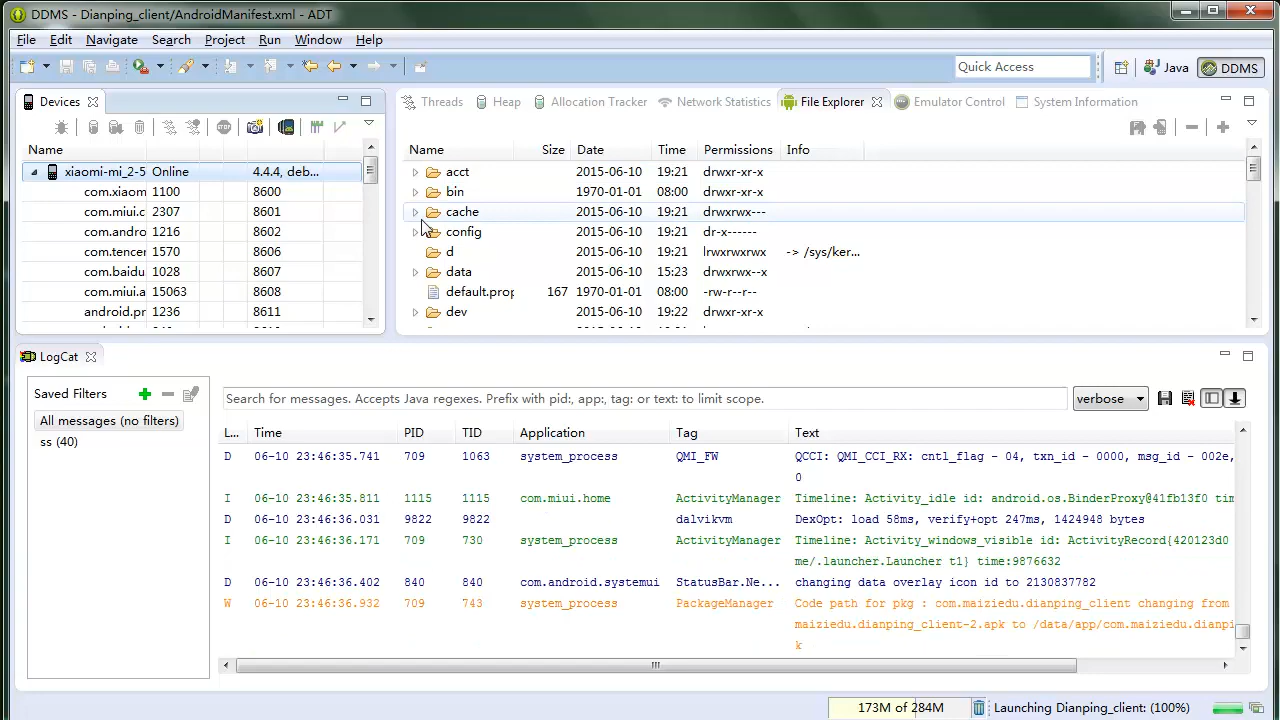 DDMS - Dianping_client/AndroidManifest.xml - ADT
File Edit Navigate Search Project Run Window Help
Quick Access Java DDMS
Devices Threads Heap Allocation Tracker Network Statistics File Explorer Emulator Control System Information
Name Name Size Date Time Permissions Info
xiaomi-mi_2-5 Online 4.4.4, deb... acct 2015-06-10 19:21 drwxr-xr-x
com.xiaom 1100 8600 bin 1970-01-01 08:00 drwxr-xr-x
com.miui.c 2307 8601 cache 2015-06-10 19:21 drwxrwx---
com.andro 1216 8602 config 2015-06-10 19:21 dr-x------
com.tencer 1570 8606 d 2015-06-10 19:21 lrwxrwxrwx -> /sys/ker...
com.baidu 1028 8607 data 2015-06-10 15:23 drwxrwx--x
com.miui.a 15063 8608 default.prop 167 1970-01-01 08:00 -rw-r--r--
android.pr 1236 8611 dev 2015-06-10 19:22 drwxr-xr-x
LogCat
Saved Filters
All messages (no filters)
ss (40)
Search for messages. Accepts Java regexes. Prefix with pid:, app:, tag: or text: to limit scope. verbose
L... Time PID TID Application Tag Text
D 06-10 23:46:35.741 709 1063 system_process QMI_FW QCCI: QMI_CCI_RX: cntl_flag - 04, txn_id - 0000, msg_id - 002e,
0
I 06-10 23:46:35.811 1115 1115 com.miui.home ActivityManager Timeline: Activity_idle id: android.os.BinderProxy@41fb13f0 tim
D 06-10 23:46:36.031 9822 9822 dalvikvm DexOpt: load 58ms, verify+opt 247ms, 1424948 bytes
I 06-10 23:46:36.171 709 730 system_process ActivityManager Timeline: Activity_windows_visible id: ActivityRecord{420123d0
me/.launcher.Launcher t1} time:9876632
D 06-10 23:46:36.402 840 840 com.android.systemui StatusBar.Ne... changing data overlay icon id to 2130837782
W 06-10 23:46:36.932 709 743 system_process PackageManager Code path for pkg : com.maiziedu.dianping_client changing from
maiziedu.dianping_client-2.apk to /data/app/com.maiziedu.dianpi
k
173M of 284M Launching Dianping_client: (100%)